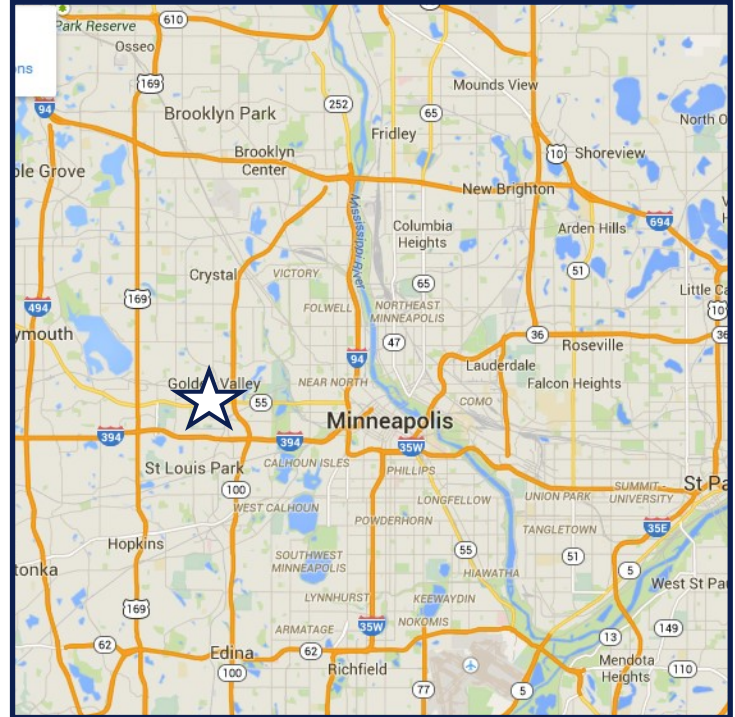 Park Reserve
610
Osseo
ons
169
94
Mounds View
Brooklyn Park
252
65
North O
Fridley
10
Shoreview
Brooklyn
Center
ple Grove
New Brighton
Mississippi River
694
Columbia
Heights
Arden Hills
51
Crystal
VICTORY
65
Little Ca
169
494
FOLWELL
NORTHEAST
MINNEAPOLIS
10
ymouth
47
36
36
Roseville
94
Lauderdale
Golden Valley
NEAR NORTH
Falcon Heights
55
COMO
Minneapolis
394
394
35W
St Louis Park
CALHOUN ISLES
PHILLIPS
100
LONGFELLOW
UNION PARK
SUMMIT -
UNIVERSITY
St Pa
WEST CALHOUN
POWDERHORN
TANGLETOWN
35E
Hopkins
55
51
SOUTHWEST
MINNEAPOLIS
5
tonka
HIAWATHA
West St Pau
LYNNHURST
KEEWAYDIN
169
35W
NOKOMIS
149
ARMATAGE
13
62
Edina
62
Mendota
Heights
Richfield
100
110
77
5